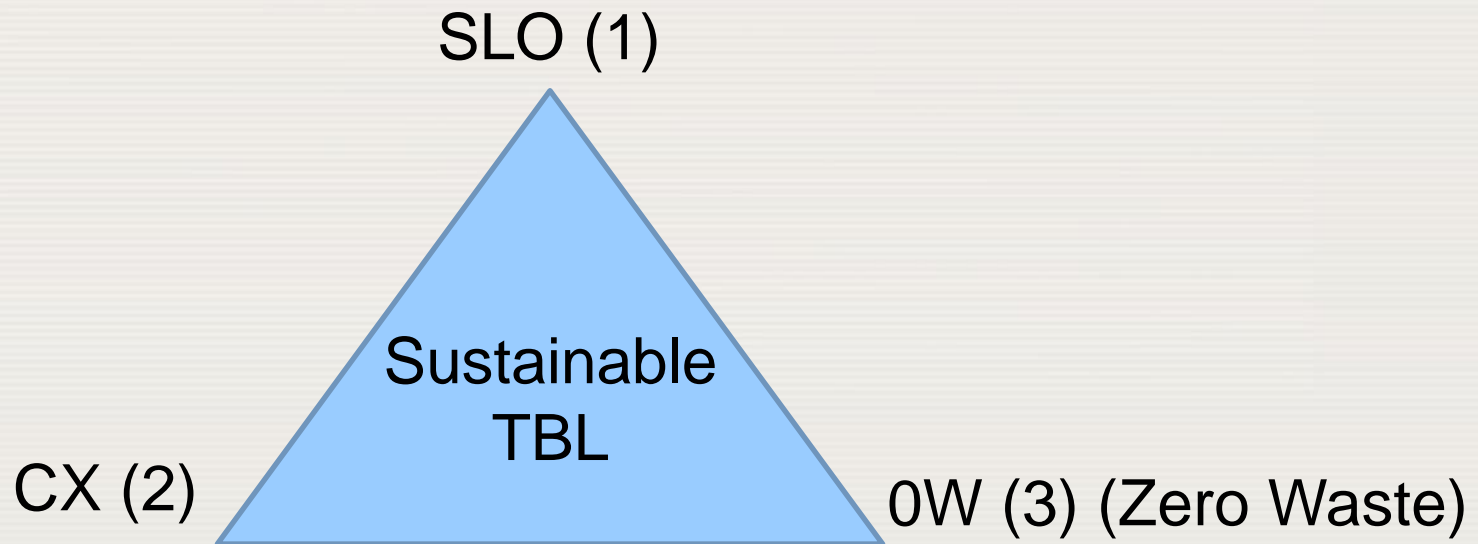 SLO (1)
Sustainable
TBL
CX (2)
0W (3) (Zero Waste)